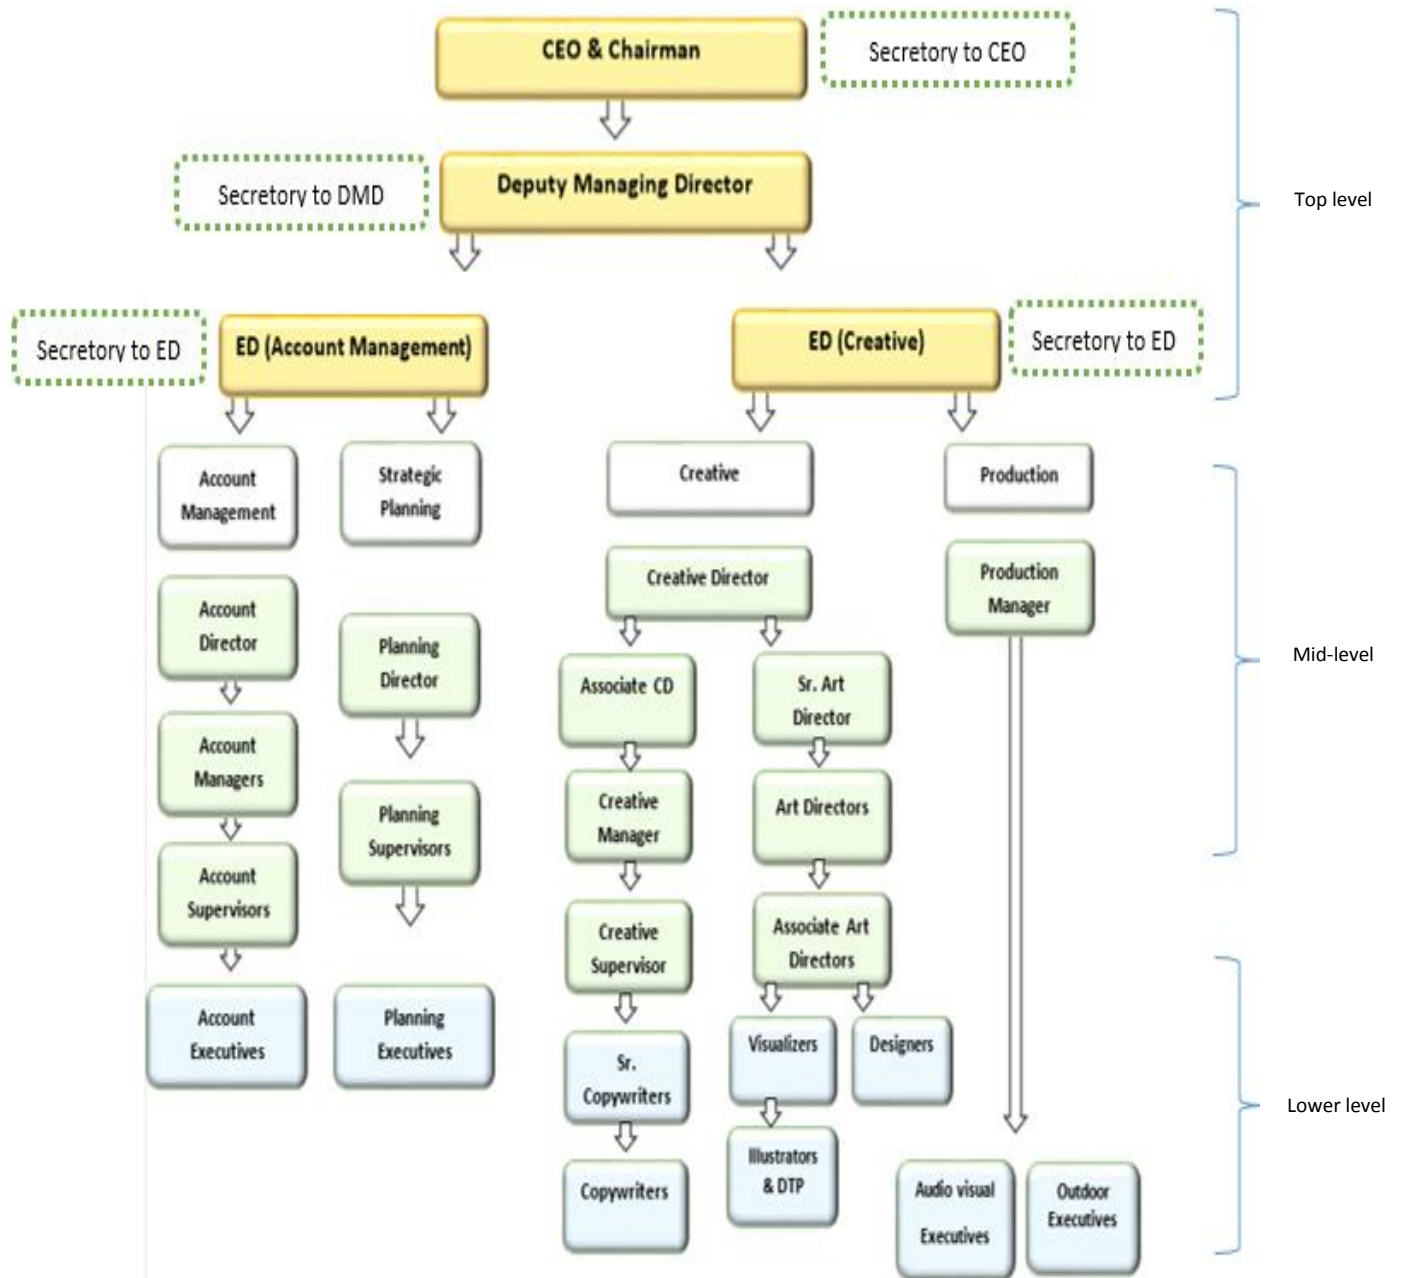 CEO & Chairman
Secretory to CEO
Deputy Managing Director
Secretory to DMD
Top level
Secretory to ED
ED (Account Management)
ED (Creative)
Secretory to ED
Account
Management
Strategic
Planning
Creative
Production
Account
Director
Planning
Director
Creative Director
Production
Manager
Mid-level
Associate CD
Sr. Art
Director
Account
Managers
Planning
Supervisors
Creative
Manager
Art Directors
Account
Supervisors
Creative
Supervisor
Associate Art
Directors
Account
Executives
Planning
Executives
Sr.
Copywriters
Visualizers
Designers
Lower level
Copywriters
Illustrators
& DTP
Audio visual
Executives
Outdoor
Executives